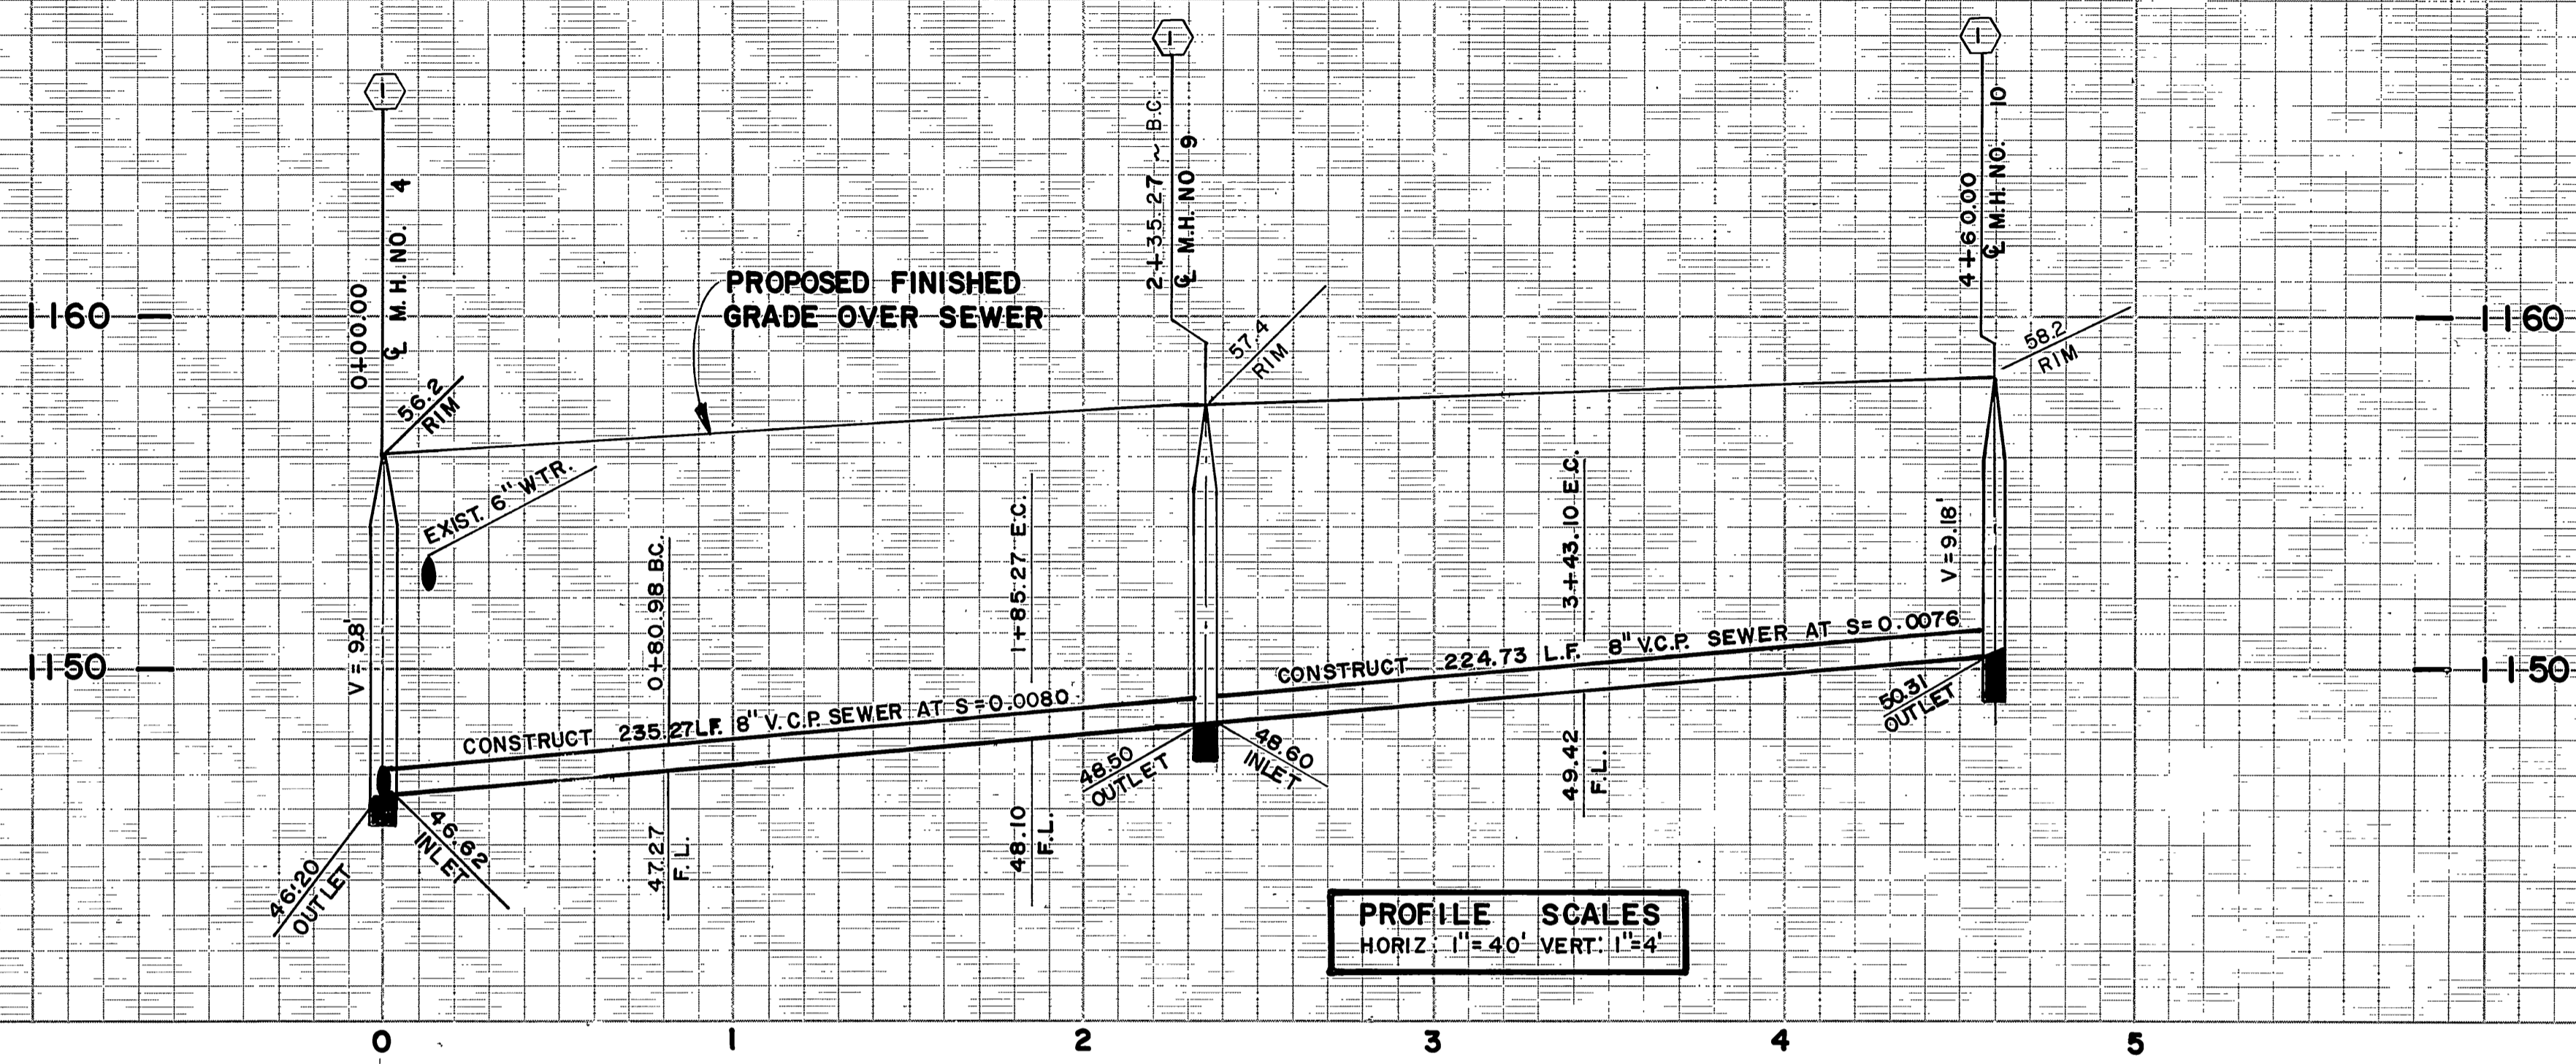 1
1
1
0+00.00
℄ M. H. NO. 4
2+35.27 ~ B.C.
℄ M.H. NO 9
4+60.00
℄ M.H. NO. 10
PROPOSED FINISHED
GRADE OVER SEWER
1160
1160
56.2
RIM
57.4
RIM
58.2
RIM
EXIST. 6" WTR.
V = 9.8'
0+80.98 B.C.
1+85.27 E.C.
3+43.10 E.C.
V = 9.18'
1150
1150
CONSTRUCT 235.27 L.F. 8" V.C.P. SEWER AT S=0.0080
CONSTRUCT 224.73 L.F. 8" V.C.P. SEWER AT S=0.0076
46.20
OUTLET
46.62
INLET
47.27
F.L.
48.10
F.L.
48.50
OUTLET
48.60
INLET
49.42
F.L.
50.31
OUTLET
PROFILE SCALES
HORIZ: 1"=40' VERT: 1"=4'
0 1 2 3 4 5